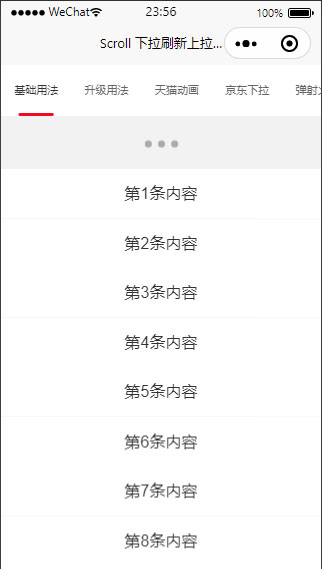 WeChat 23:56 100%
Scroll 下拉刷新上拉...
基础用法 升级用法 天猫动画 京东下拉 弹射
第1条内容
第2条内容
第3条内容
第4条内容
第5条内容
第6条内容
第7条内容
第8条内容